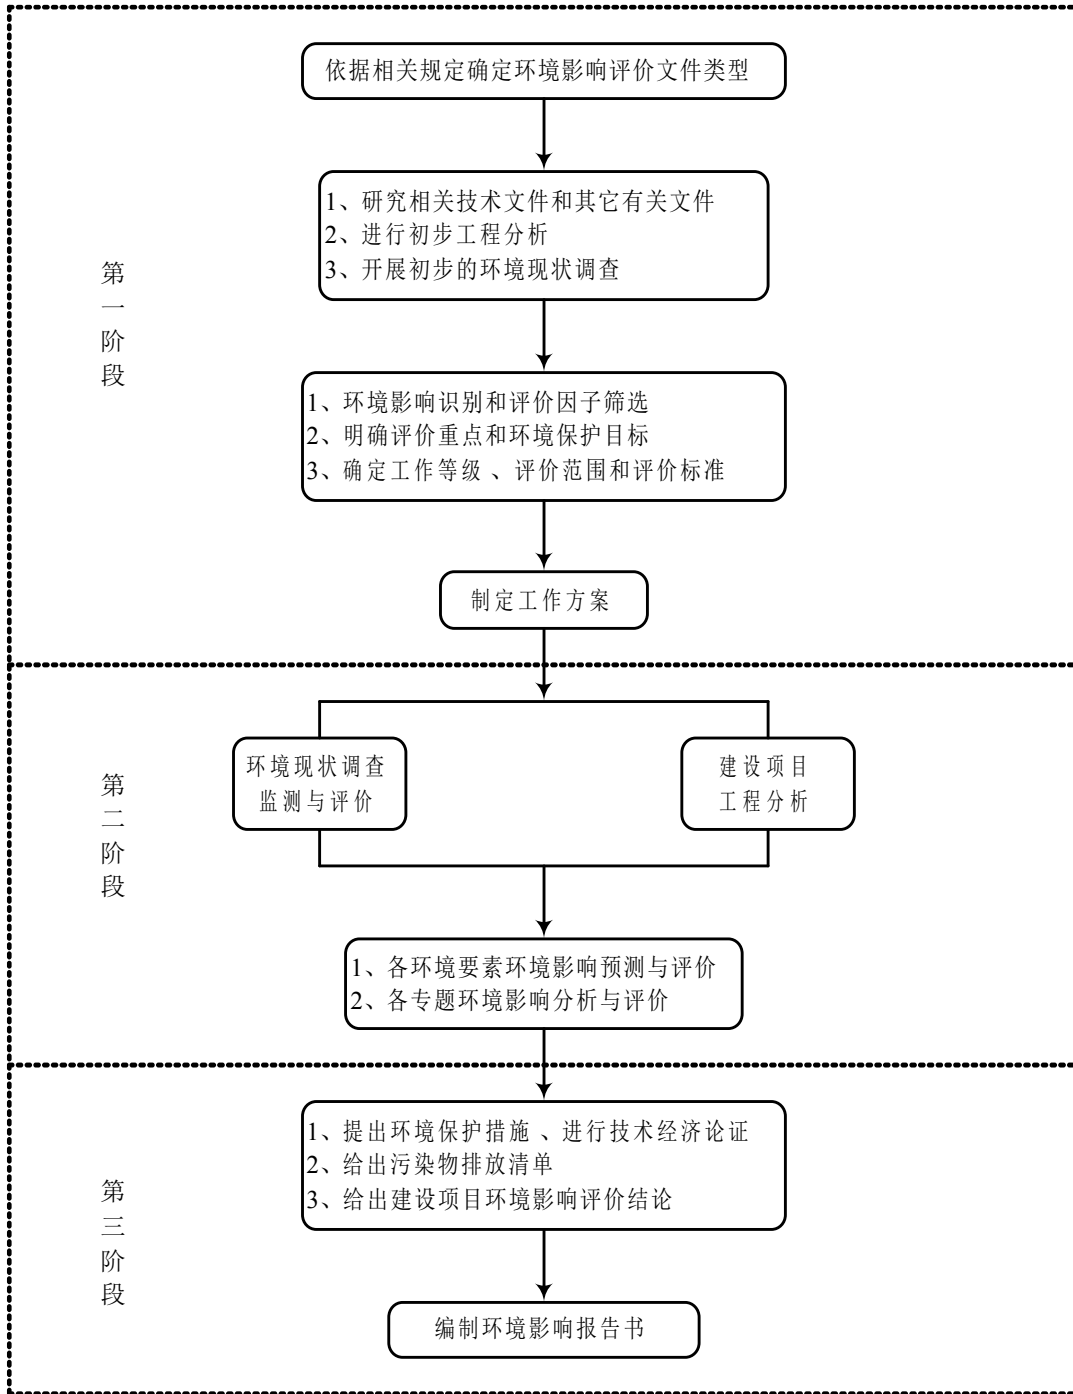 依据相关规定确定环境影响评价文件类型
1、研究相关技术文件和其它有关文件
2、进行初步工程分析
3、开展初步的环境现状调查
第一阶段
1、环境影响识别和评价因子筛选
2、明确评价重点和环境保护目标
3、确定工作等级、评价范围和评价标准
制定工作方案
第二阶段
环境现状调查
监测与评价
建设项目
工程分析
1、各环境要素环境影响预测与评价
2、各专题环境影响分析与评价
第三阶段
1、提出环境保护措施、进行技术经济论证
2、给出污染物排放清单
3、给出建设项目环境影响评价结论
编制环境影响报告书